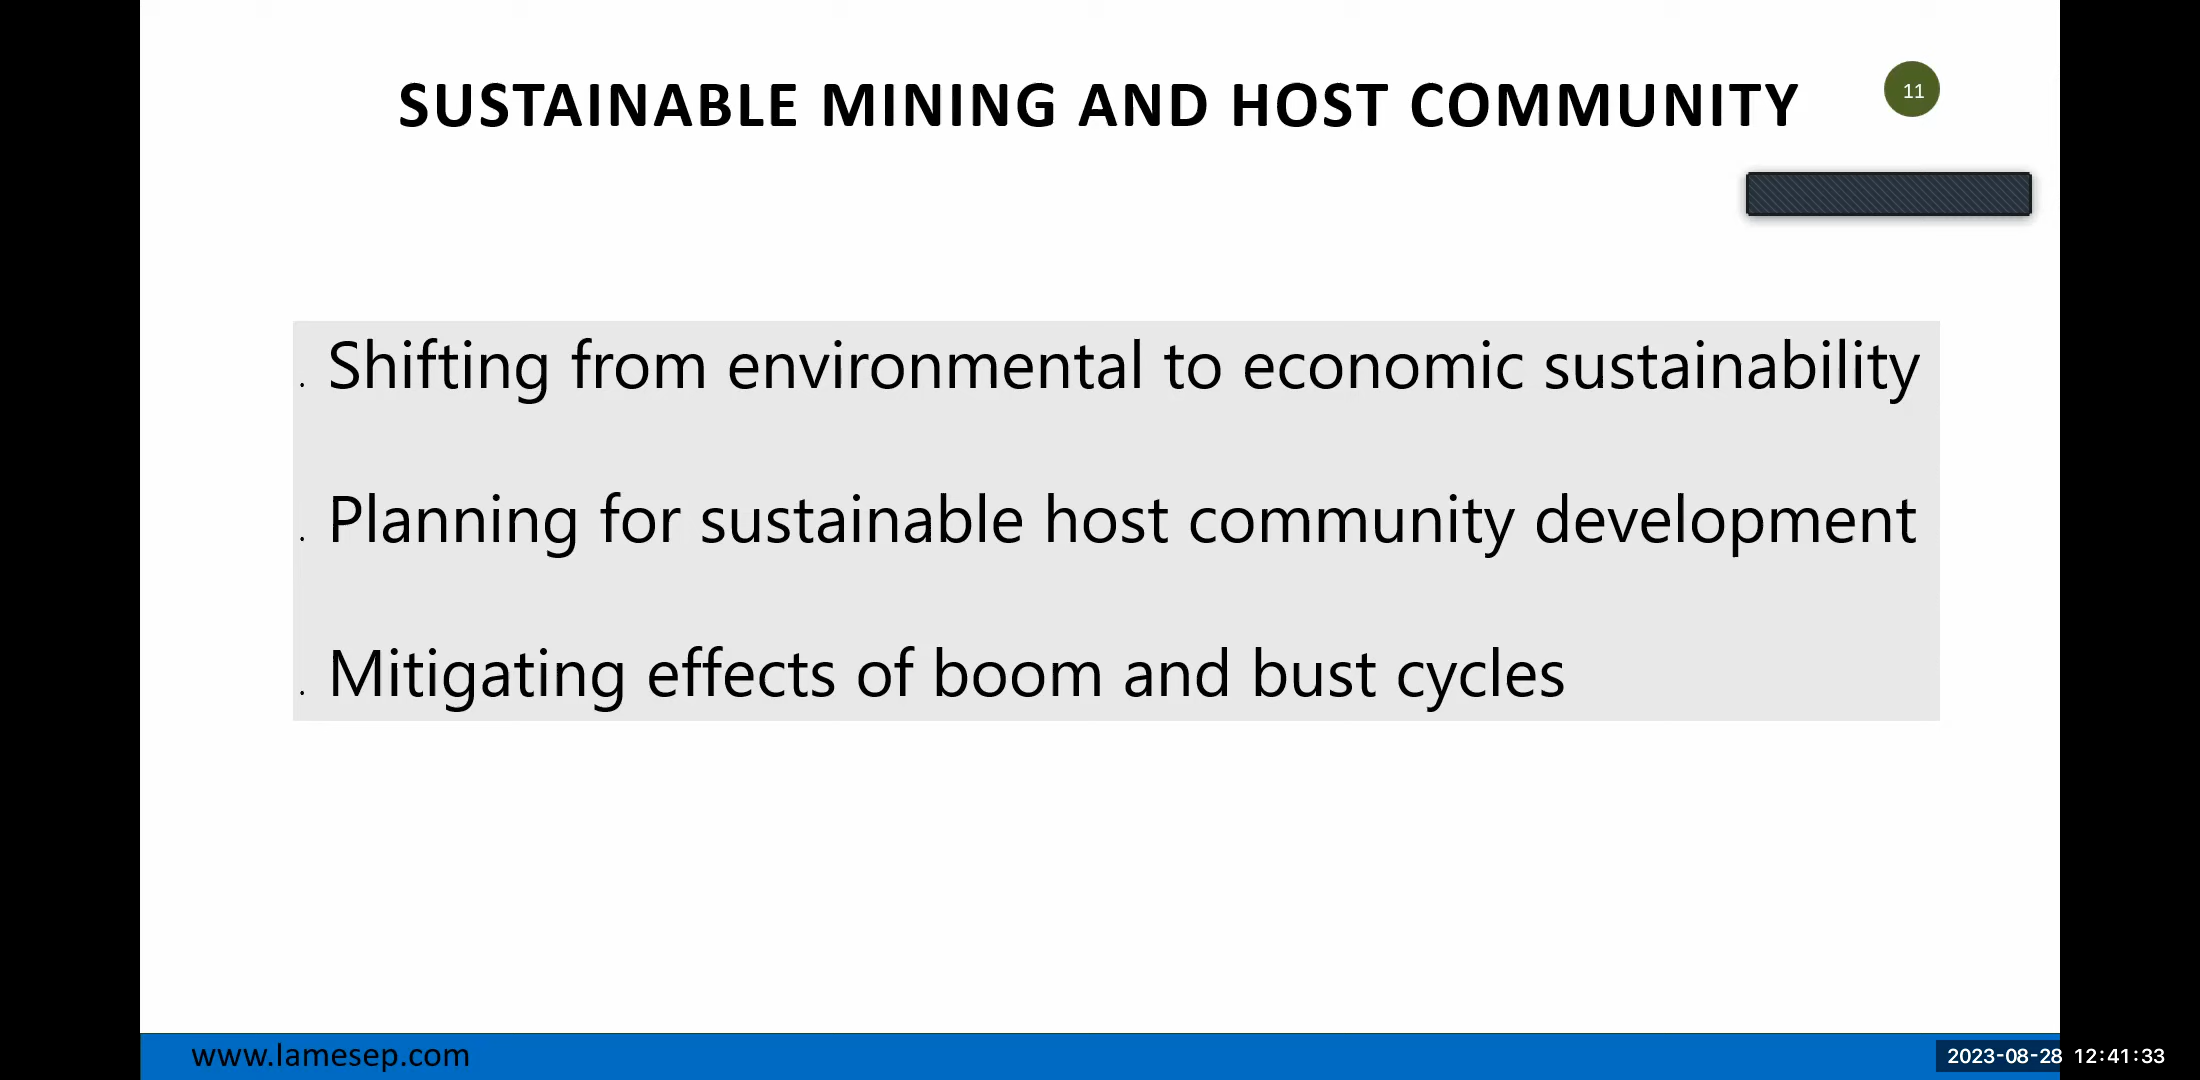 SUSTAINABLE MINING AND HOST COMMUNITY
11
. Shifting from environmental to economic sustainability
. Planning for sustainable host community development
. Mitigating effects of boom and bust cycles
www.lamesep.com
2023-08-28 12:41:33